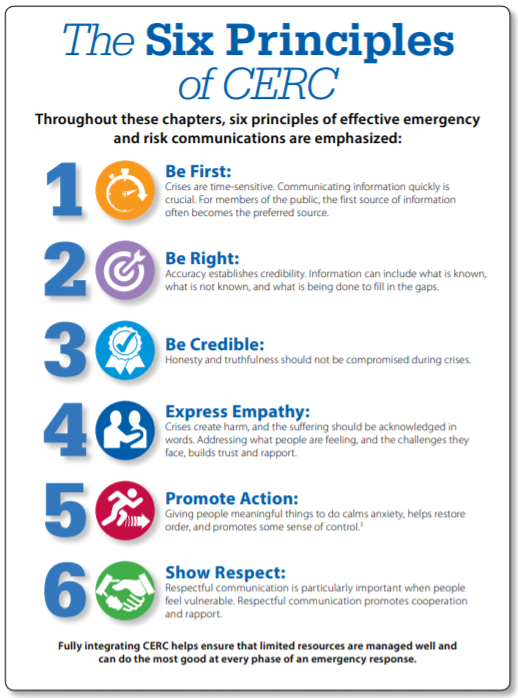 The Six Principles
of CERC
Throughout these chapters, six principles of effective emergency
and risk communications are emphasized:
1
Be First:
Crises are time-sensitive. Communicating information quickly is
crucial. For members of the public, the first source of information
often becomes the preferred source.
2
Be Right:
Accuracy establishes credibility. Information can include what is known,
what is not known, and what is being done to fill in the gaps.
3
Be Credible:
Honesty and truthfulness should not be compromised during crises.
4
Express Empathy:
Crises create harm, and the suffering should be acknowledged in
words. Addressing what people are feeling, and the challenges they
face, builds trust and rapport.
5
Promote Action:
Giving people meaningful things to do calms anxiety, helps restore
order, and promotes some sense of control.³
6
Show Respect:
Respectful communication is particularly important when people
feel vulnerable. Respectful communication promotes cooperation
and rapport.
Fully integrating CERC helps ensure that limited resources are managed well and
can do the most good at every phase of an emergency response.